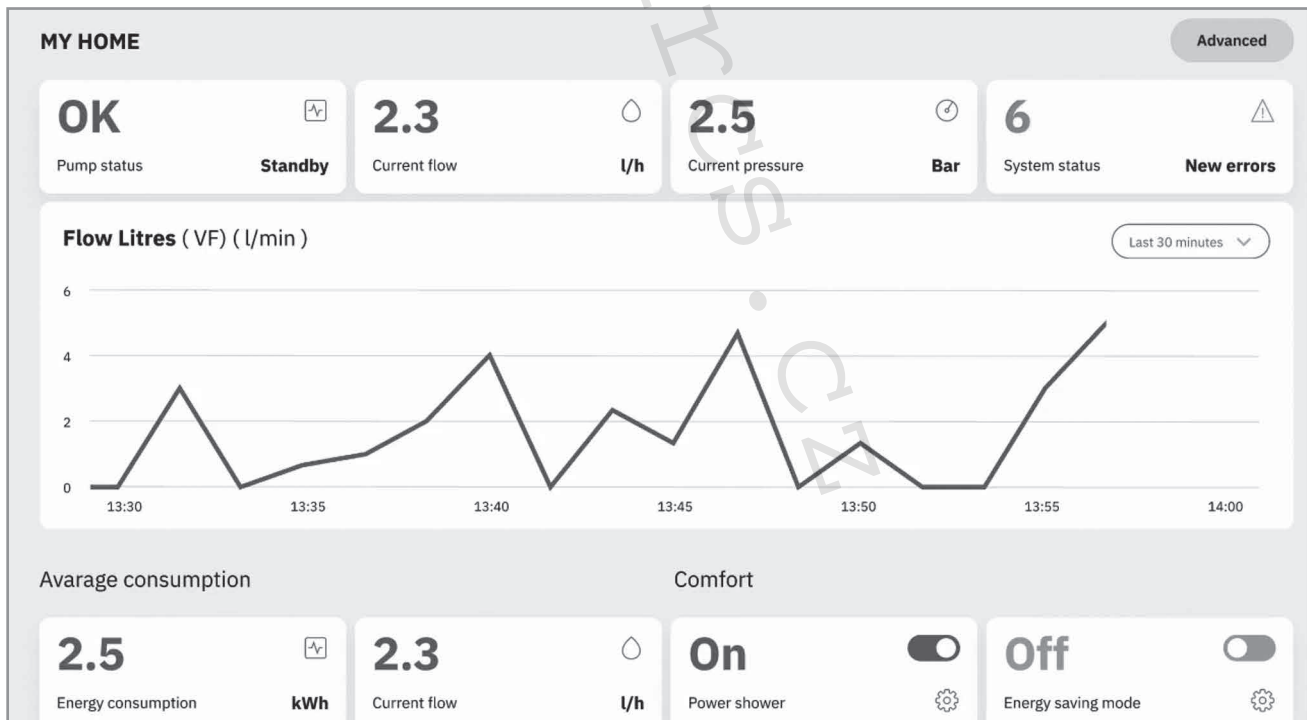 MY HOME
Advanced
OK
Pump status Standby
2.3
Current flow l/h
2.5
Current pressure Bar
6
System status New errors
Flow Litres ( VF) ( l/min )
Last 30 minutes
6
4
2
0
13:30 13:35 13:40 13:45 13:50 13:55 14:00
Avarage consumption
Comfort
2.5
Energy consumption kWh
2.3
Current flow l/h
On
Power shower
Off
Energy saving mode
rcs.cz